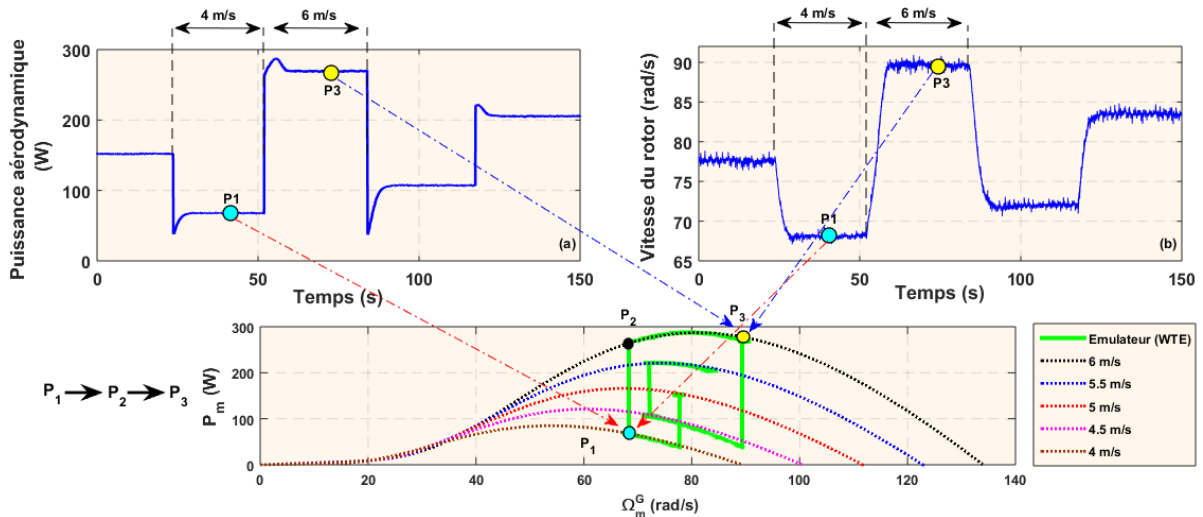 4 m/s 6 m/s
Puissance aérodynamique
(W)
300
200
100
0
P3
P1
(a)
0 50 100 150
Temps (s)
4 m/s 6 m/s
Vitesse du rotor (rad/s)
90
85
80
75
70
65
P3
P1
(b)
0 50 100 150
Temps (s)
P1 P2 P3
P_m (W)
300
200
100
0
P2
P3
P1
0 20 40 60 80 100 120 140
Ω_m^G (rad/s)
Emulateur (WTE)
6 m/s
5.5 m/s
5 m/s
4.5 m/s
4 m/s